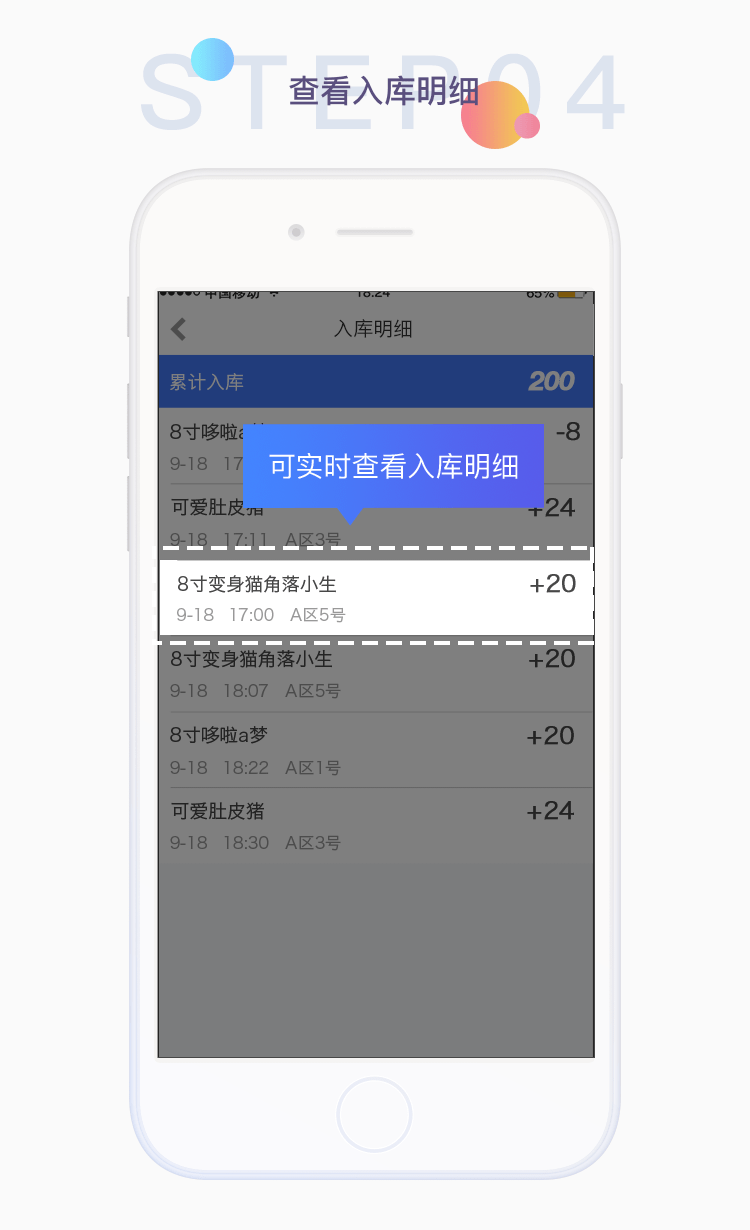 STEP04
查看入库明细
中国移动 18:24 65%
入库明细
累计入库 200
8寸哆啦a梦 -8
9-18 17
可实时查看入库明细
可爱肚皮猪 +24
9-18 17:11 A区3号
8寸变身猫角落小生 +20
9-18 17:00 A区5号
8寸变身猫角落小生 +20
9-18 18:07 A区5号
8寸哆啦a梦 +20
9-18 18:22 A区1号
可爱肚皮猪 +24
9-18 18:30 A区3号